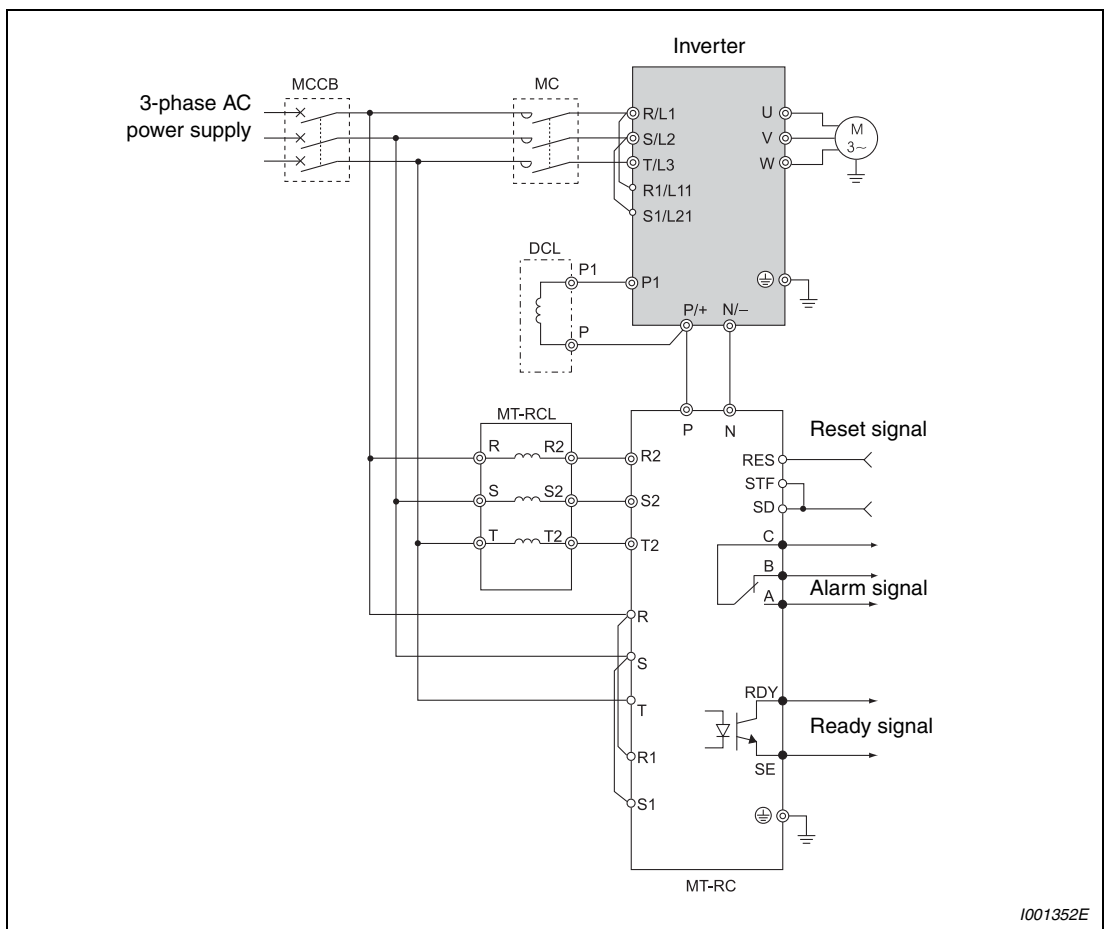 Inverter
MCCB
MC
3-phase AC
power supply
R/L1
S/L2
T/L3
R1/L11
S1/L21
U
V
W
M
3~
DCL
P1
P
P1
P/+
N/–
MT-RCL
R
R2
S
S2
T
T2
P
N
R2
S2
T2
R
S
T
R1
S1
RES
STF
SD
C
B
A
RDY
SE
Reset signal
Alarm signal
Ready signal
MT-RC
I001352E